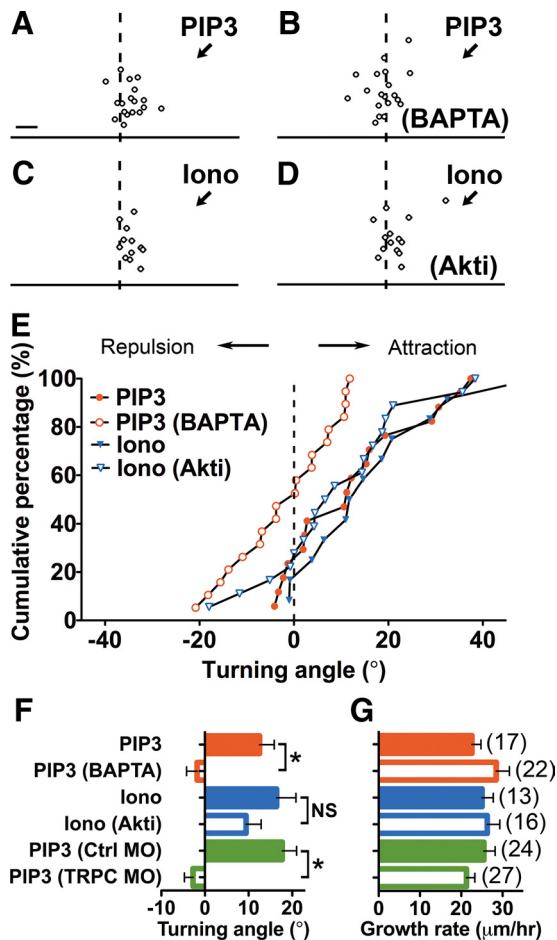 A
PIP3
B
PIP3
(BAPTA)
C
Iono
D
Iono
(Akti)
E
Repulsion
Attraction
Cumulative percentage (%)
100
80
60
40
20
0
PIP3
PIP3 (BAPTA)
Iono
Iono (Akti)
-40
-20
0
20
40
Turning angle (°)
F
PIP3
PIP3 (BAPTA)
Iono
Iono (Akti)
PIP3 (Ctrl MO)
PIP3 (TRPC MO)
*
NS
*
-10 0 10 20 30
Turning angle (°)
G
(17)
(22)
(13)
(16)
(24)
(27)
0 10 20 30
Growth rate (μm/hr)